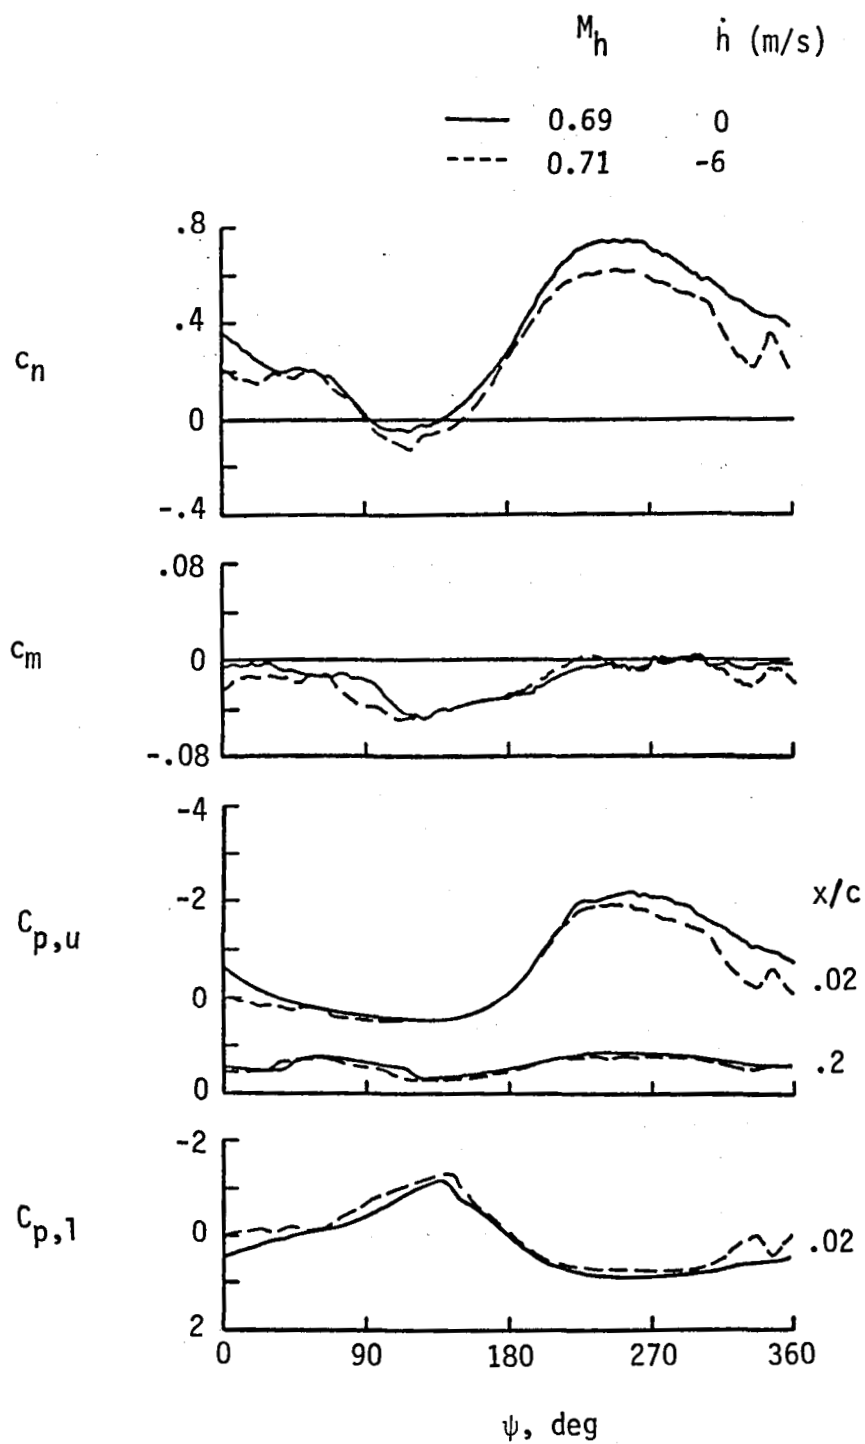 M_h ḣ (m/s)
0.69 0
0.71 -6
.8
.4
c_n
0
-.4
.08
c_m
0
-.08
-4
x/c
-2
C_p,u
0 .02
0 .2
-2
C_p,l
0 .02
2
0 90 180 270 360
ψ, deg